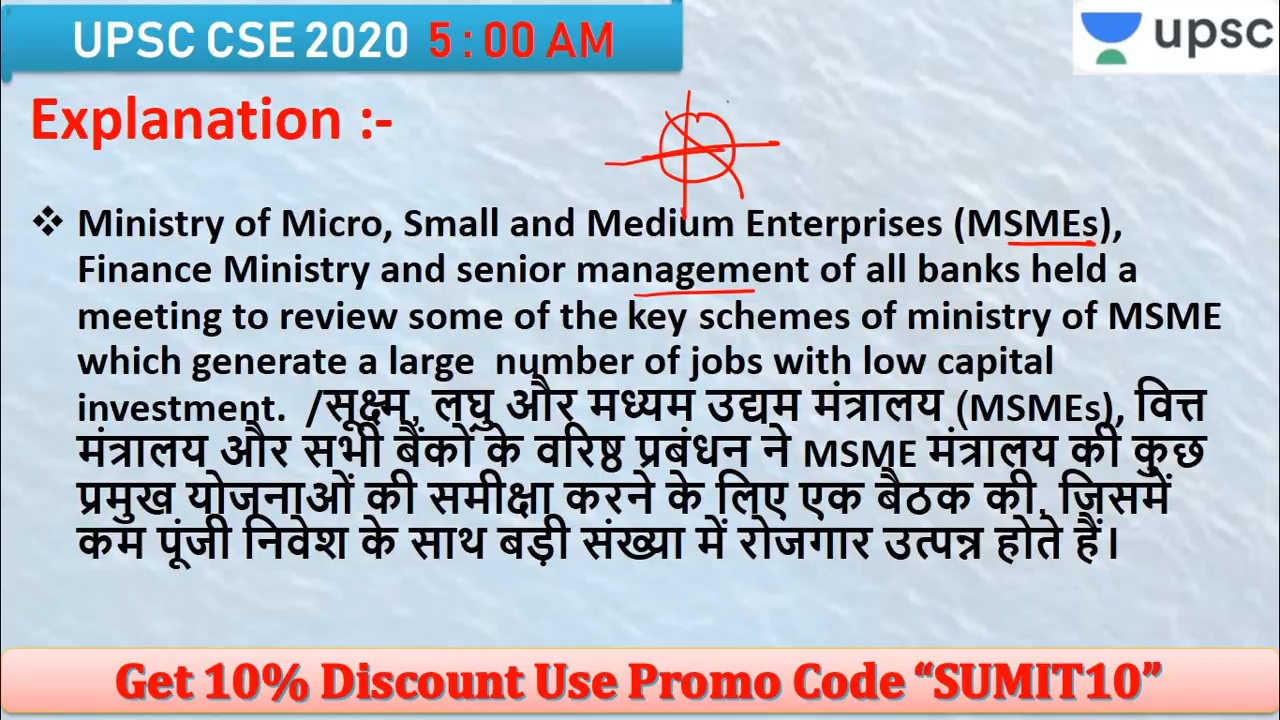 UPSC CSE 2020 5 : 00 AM
upsc
Explanation :-
❖ Ministry of Micro, Small and Medium Enterprises (MSMEs),
Finance Ministry and senior management of all banks held a
meeting to review some of the key schemes of ministry of MSME
which generate a large number of jobs with low capital
investment. /सूक्ष्म, लघु और मध्यम उद्यम मंत्रालय (MSMEs), वित्त
मंत्रालय और सभी बैंकों के वरिष्ठ प्रबंधन ने MSME मंत्रालय की कुछ
प्रमुख योजनाओं की समीक्षा करने के लिए एक बैठक की, जिसमें
कम पूंजी निवेश के साथ बड़ी संख्या में रोजगार उत्पन्न होते हैं।
Get 10% Discount Use Promo Code “SUMIT10”